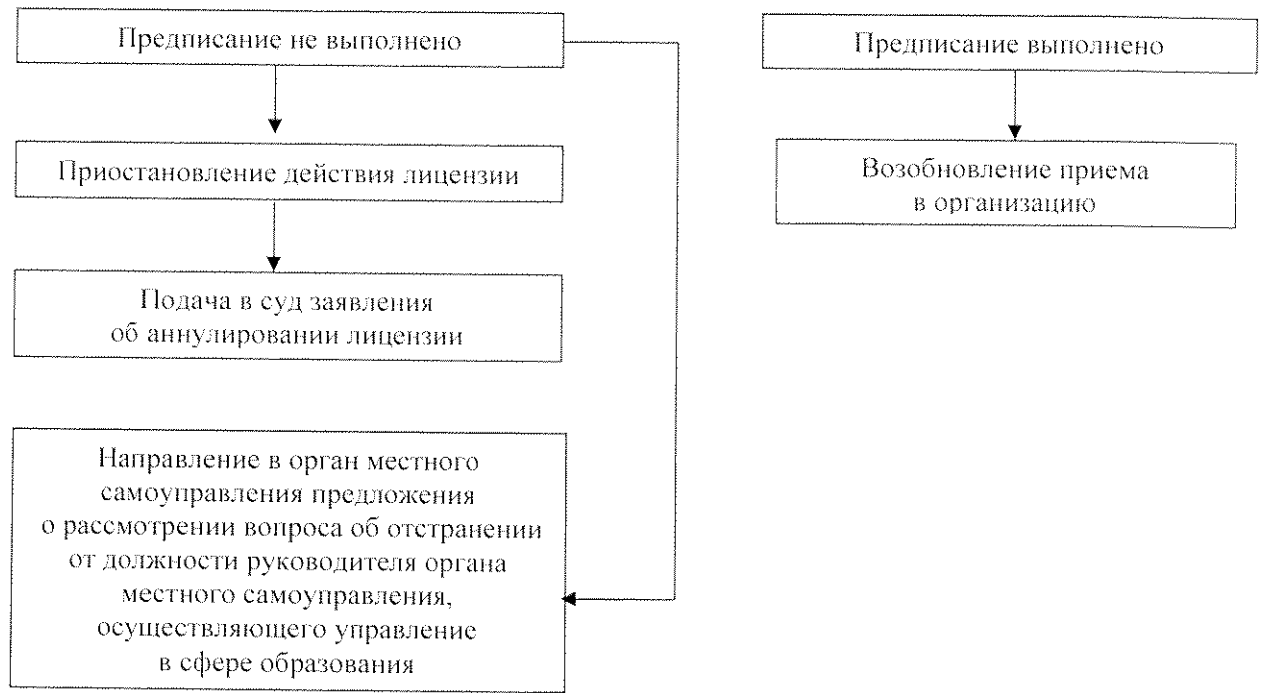 Предписание не выполнено
Приостановление действия лицензии
Подача в суд заявления
об аннулировании лицензии
Направление в орган местного
самоуправления предложения
о рассмотрении вопроса об отстранении
от должности руководителя органа
местного самоуправления,
осуществляющего управление
в сфере образования
Предписание выполнено
Возобновление приема
в организацию